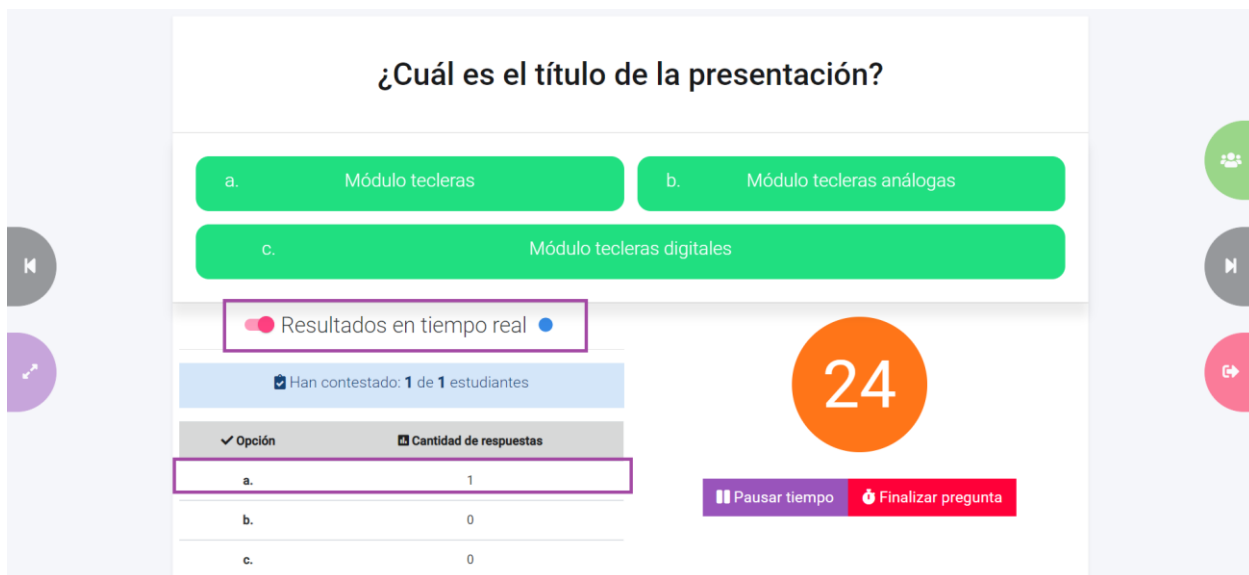 ¿Cuál es el título de la presentación?
a. Módulo tecleras
b. Módulo tecleras análogas
c. Módulo tecleras digitales
Resultados en tiempo real
Han contestado: 1 de 1 estudiantes
Opción Cantidad de respuestas
a. 1
b. 0
c. 0
24
Pausar tiempo Finalizar pregunta